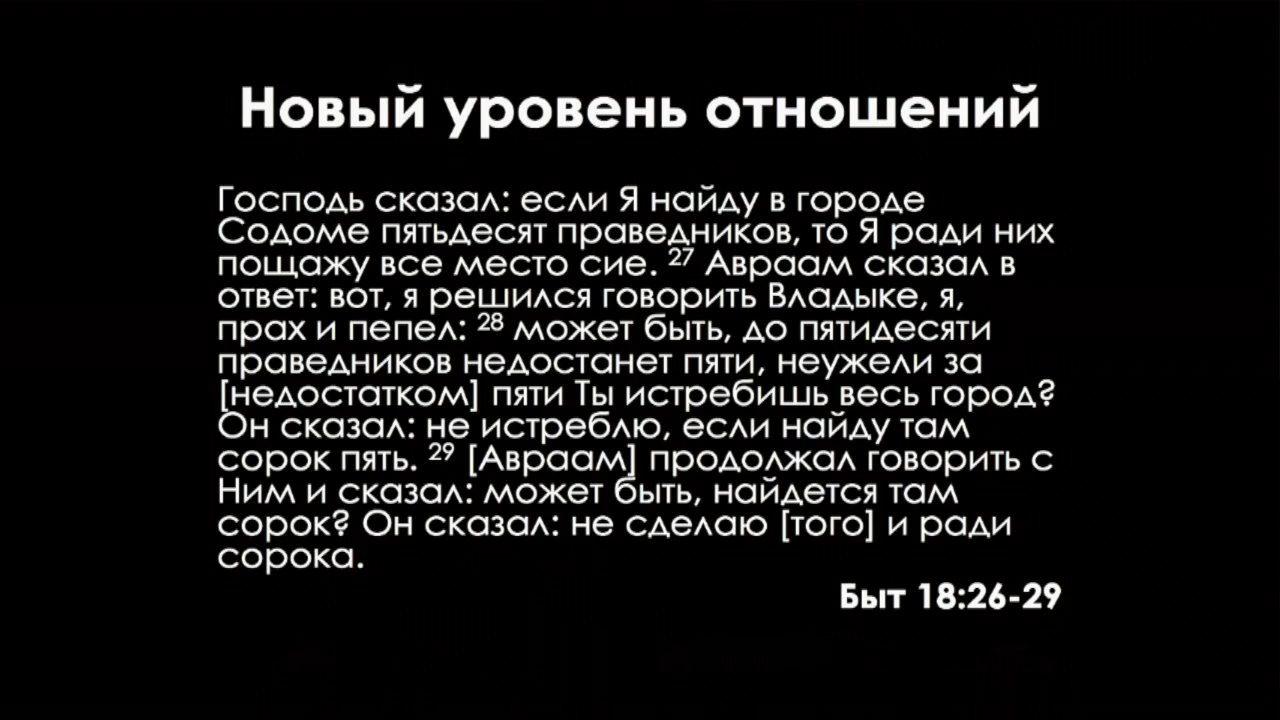 Новый уровень отношений
Господь сказал: если Я найду в городе
Содоме пятьдесят праведников, то Я ради них
пощажу все место сие. 27 Авраам сказал в
ответ: вот, я решился говорить Владыке, я,
прах и пепел: 28 может быть, до пятидесяти
праведников недостанет пяти, неужели за
[недостатком] пяти Ты истребишь весь город?
Он сказал: не истреблю, если найду там
сорок пять. 29 [Авраам] продолжал говорить с
Ним и сказал: может быть, найдется там
сорок? Он сказал: не сделаю [того] и ради
сорока.
Быт 18:26-29